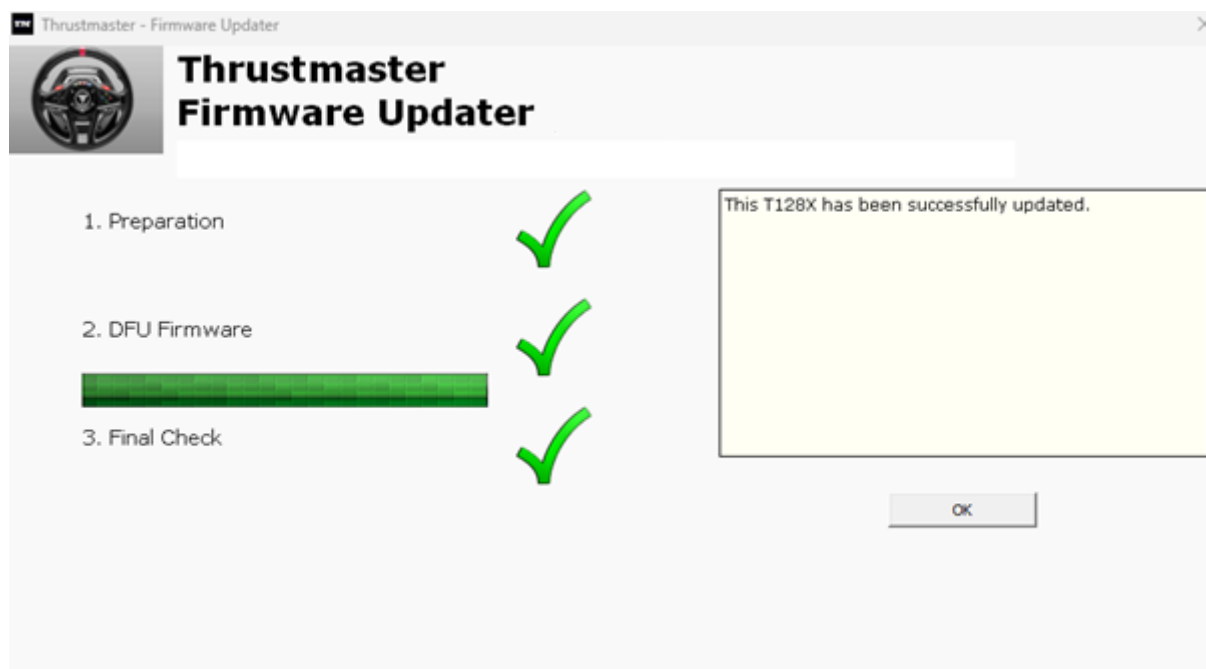 Thrustmaster - Firmware Updater
Thrustmaster
Firmware Updater
1. Preparation
This T128X has been successfully updated.
2. DFU Firmware
3. Final Check
OK